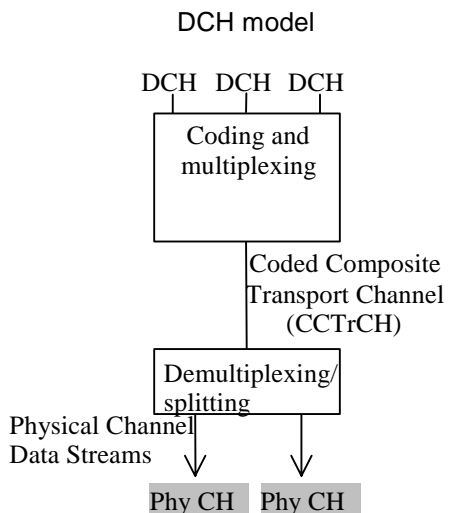 DCH model
DCH DCH DCH
Coding and
multiplexing
Coded Composite
Transport Channel
(CCTrCH)
Demultiplexing/
splitting
Physical Channel
Data Streams
Phy CH Phy CH